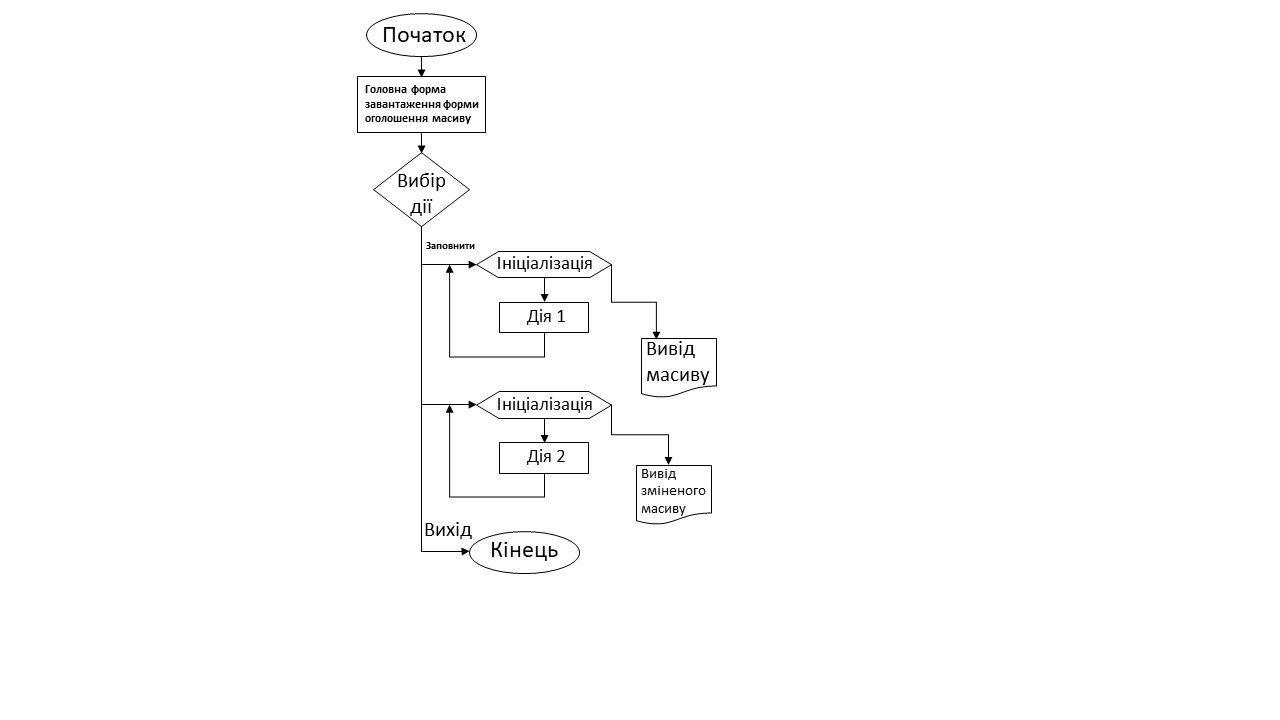 Початок
Головна форма
завантаження форми
оголошення масиву
Вибір
дії
Заповнити
Ініціалізація
Дія 1
Вивід
масиву
Ініціалізація
Дія 2
Вивід
зміненого
масиву
Вихід
Кінець